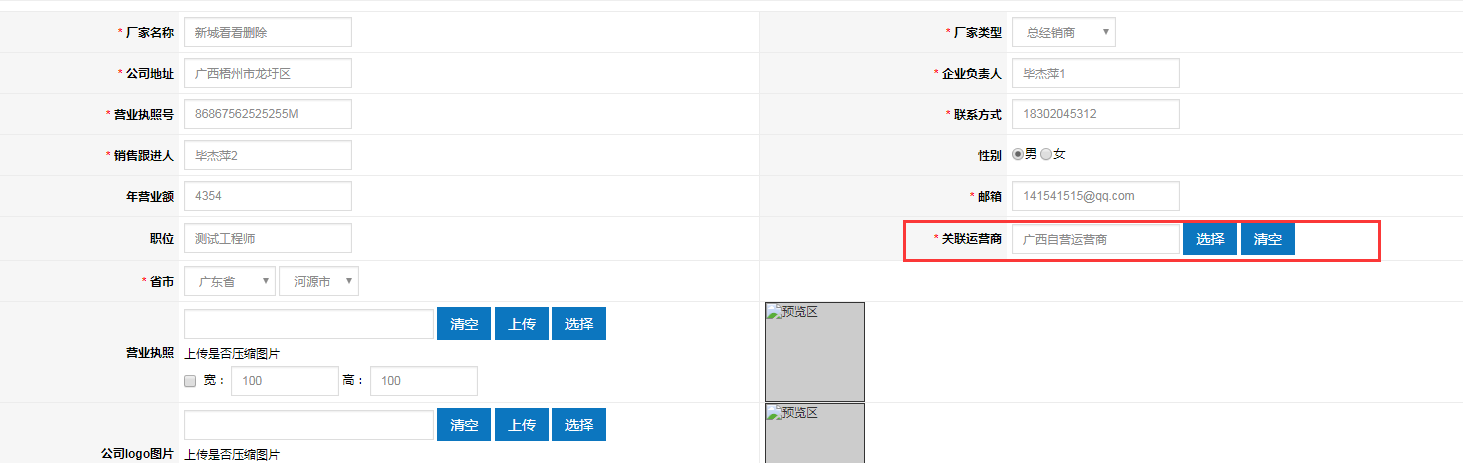 * 厂家名称 新城看看删除 * 厂家类型 总经销商
* 公司地址 广西梧州市龙圩区 * 企业负责人 毕杰萍1
* 营业执照号 86867562525255M * 联系方式 18302045312
* 销售跟进人 毕杰萍2 性别 男 女
年营业额 4354 * 邮箱 141541515@qq.com
职位 测试工程师 * 关联运营商 广西自营运营商 选择 清空
* 省市 广东省 河源市
清空 上传 选择 预览区
营业执照 上传是否压缩图片
宽： 100 高： 100
清空 上传 选择 预览区
公司logo图片 上传是否压缩图片